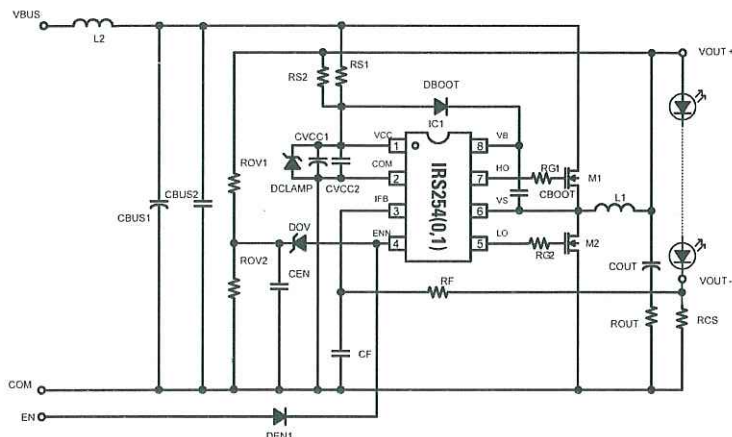 VBUS
L2
VOUT +
RS2
RS1
DBOOT
IC1
CVCC1
VCC
1
8
VB
COM
2
7
HO
RG1
M1
ROV1
DCLAMP
CVCC2
IRS254(0,1)
CBOOT
CBUS2
IFB
3
6
VS
L1
CBUS1
DOV
ENN
4
5
LO
M2
ROV2
CEN
RG2
COUT
VOUT -
RF
ROUT
RCS
CF
COM
EN
DEN1